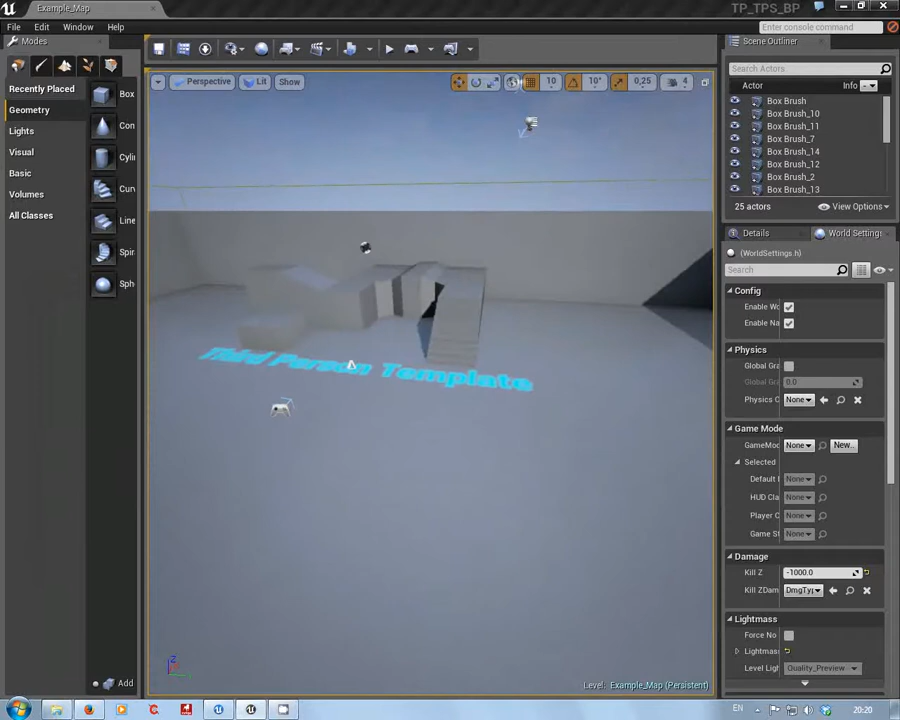 Third_Map
TP_TPS_BP
File Edit Window Help
Enter console command
Modes
Scene Outliner
Recently Placed
Geometry
Lights
Visual
Basic
Volumes
All Classes
Box
Con
Cyli
Curv
Line
Spir
Sph
Add
Perspective
Lit
Show
10
10°
0,25
4
Third Person Template
Z
Level: Example_Map (Persistent)
Search Actors
Actor
Info
Box Brush
Box Brush_10
Box Brush_11
Box Brush_7
Box Brush_14
Box Brush_12
Box Brush_2
Box Brush_13
25 actors
View Options
Details
World Settings
(WorldSettings.h)
Search
Config
Enable Wo
Enable Na
Physics
Global Gra
Global Gra
0.0
Physics C
None
Game Mode
GameMod
None
New..
Selected
Default I
None
HUD Cla
None
Player C
None
Game St
None
Damage
Kill Z
-1000.0
Kill ZDam
DmgTyp
Lightmass
Force No
Lightmas
Level Ligh
Quality_Preview
EN
20:20